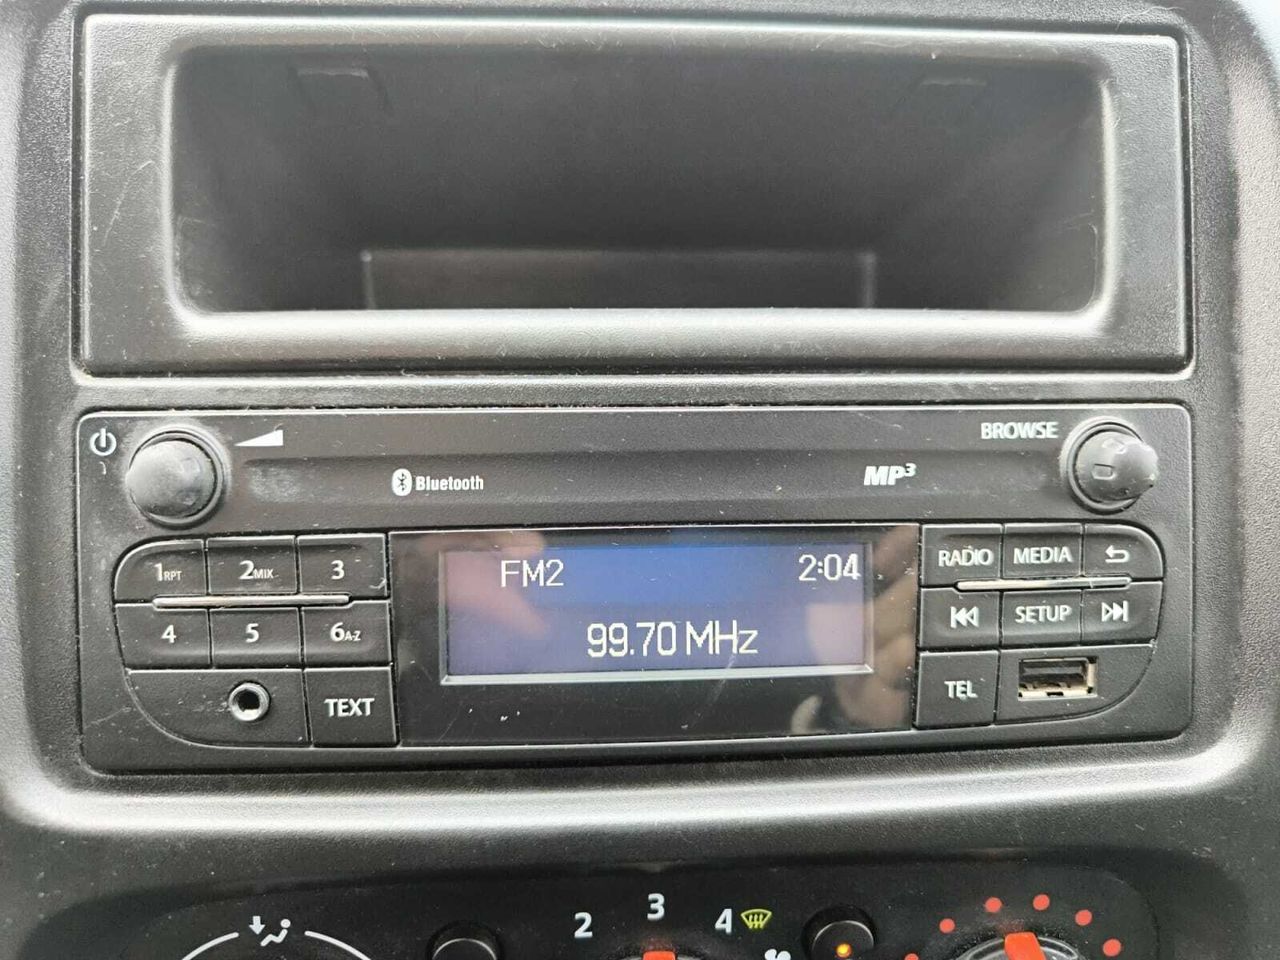 BROWSE
Bluetooth
MP3
1RPT 2MIX 3
FM2 2:04
RADIO MEDIA
4 5 6A-Z
99.70 MHz
SETUP
TEXT
TEL
2 3 4